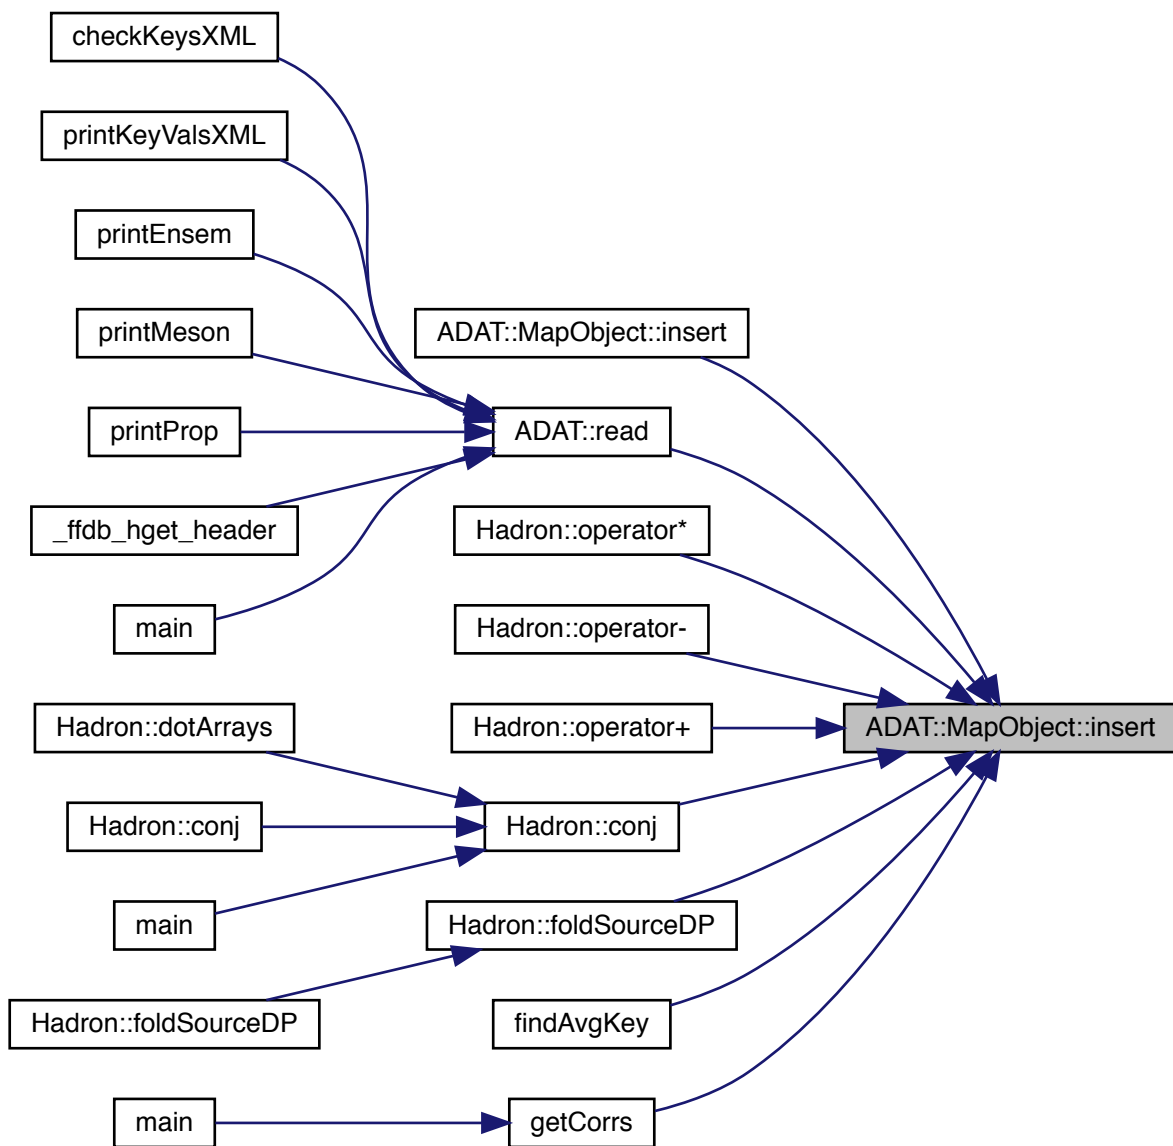 checkKeysXML
printKeyValsXML
printEnsem
printMeson
ADAT::MapObject::insert
printProp
ADAT::read
_ffdb_hget_header
Hadron::operator*
main
Hadron::operator-
Hadron::dotArrays
Hadron::operator+
ADAT::MapObject::insert
Hadron::conj
Hadron::conj
main
Hadron::foldSourceDP
Hadron::foldSourceDP
findAvgKey
main
getCorrs